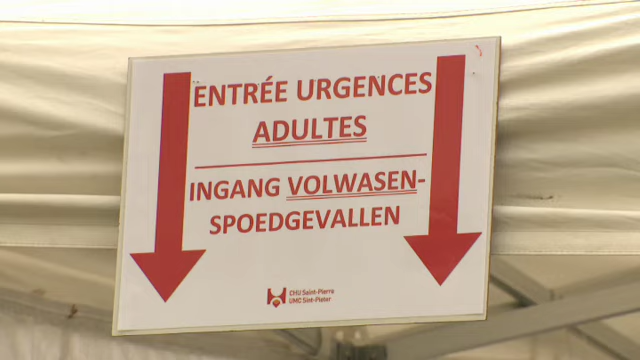 ENTRÉE URGENCES
ADULTES
INGANG VOLWASEN-
SPOEDGEVALLEN
CHU Saint-Pierre
UMC Sint-Pieter